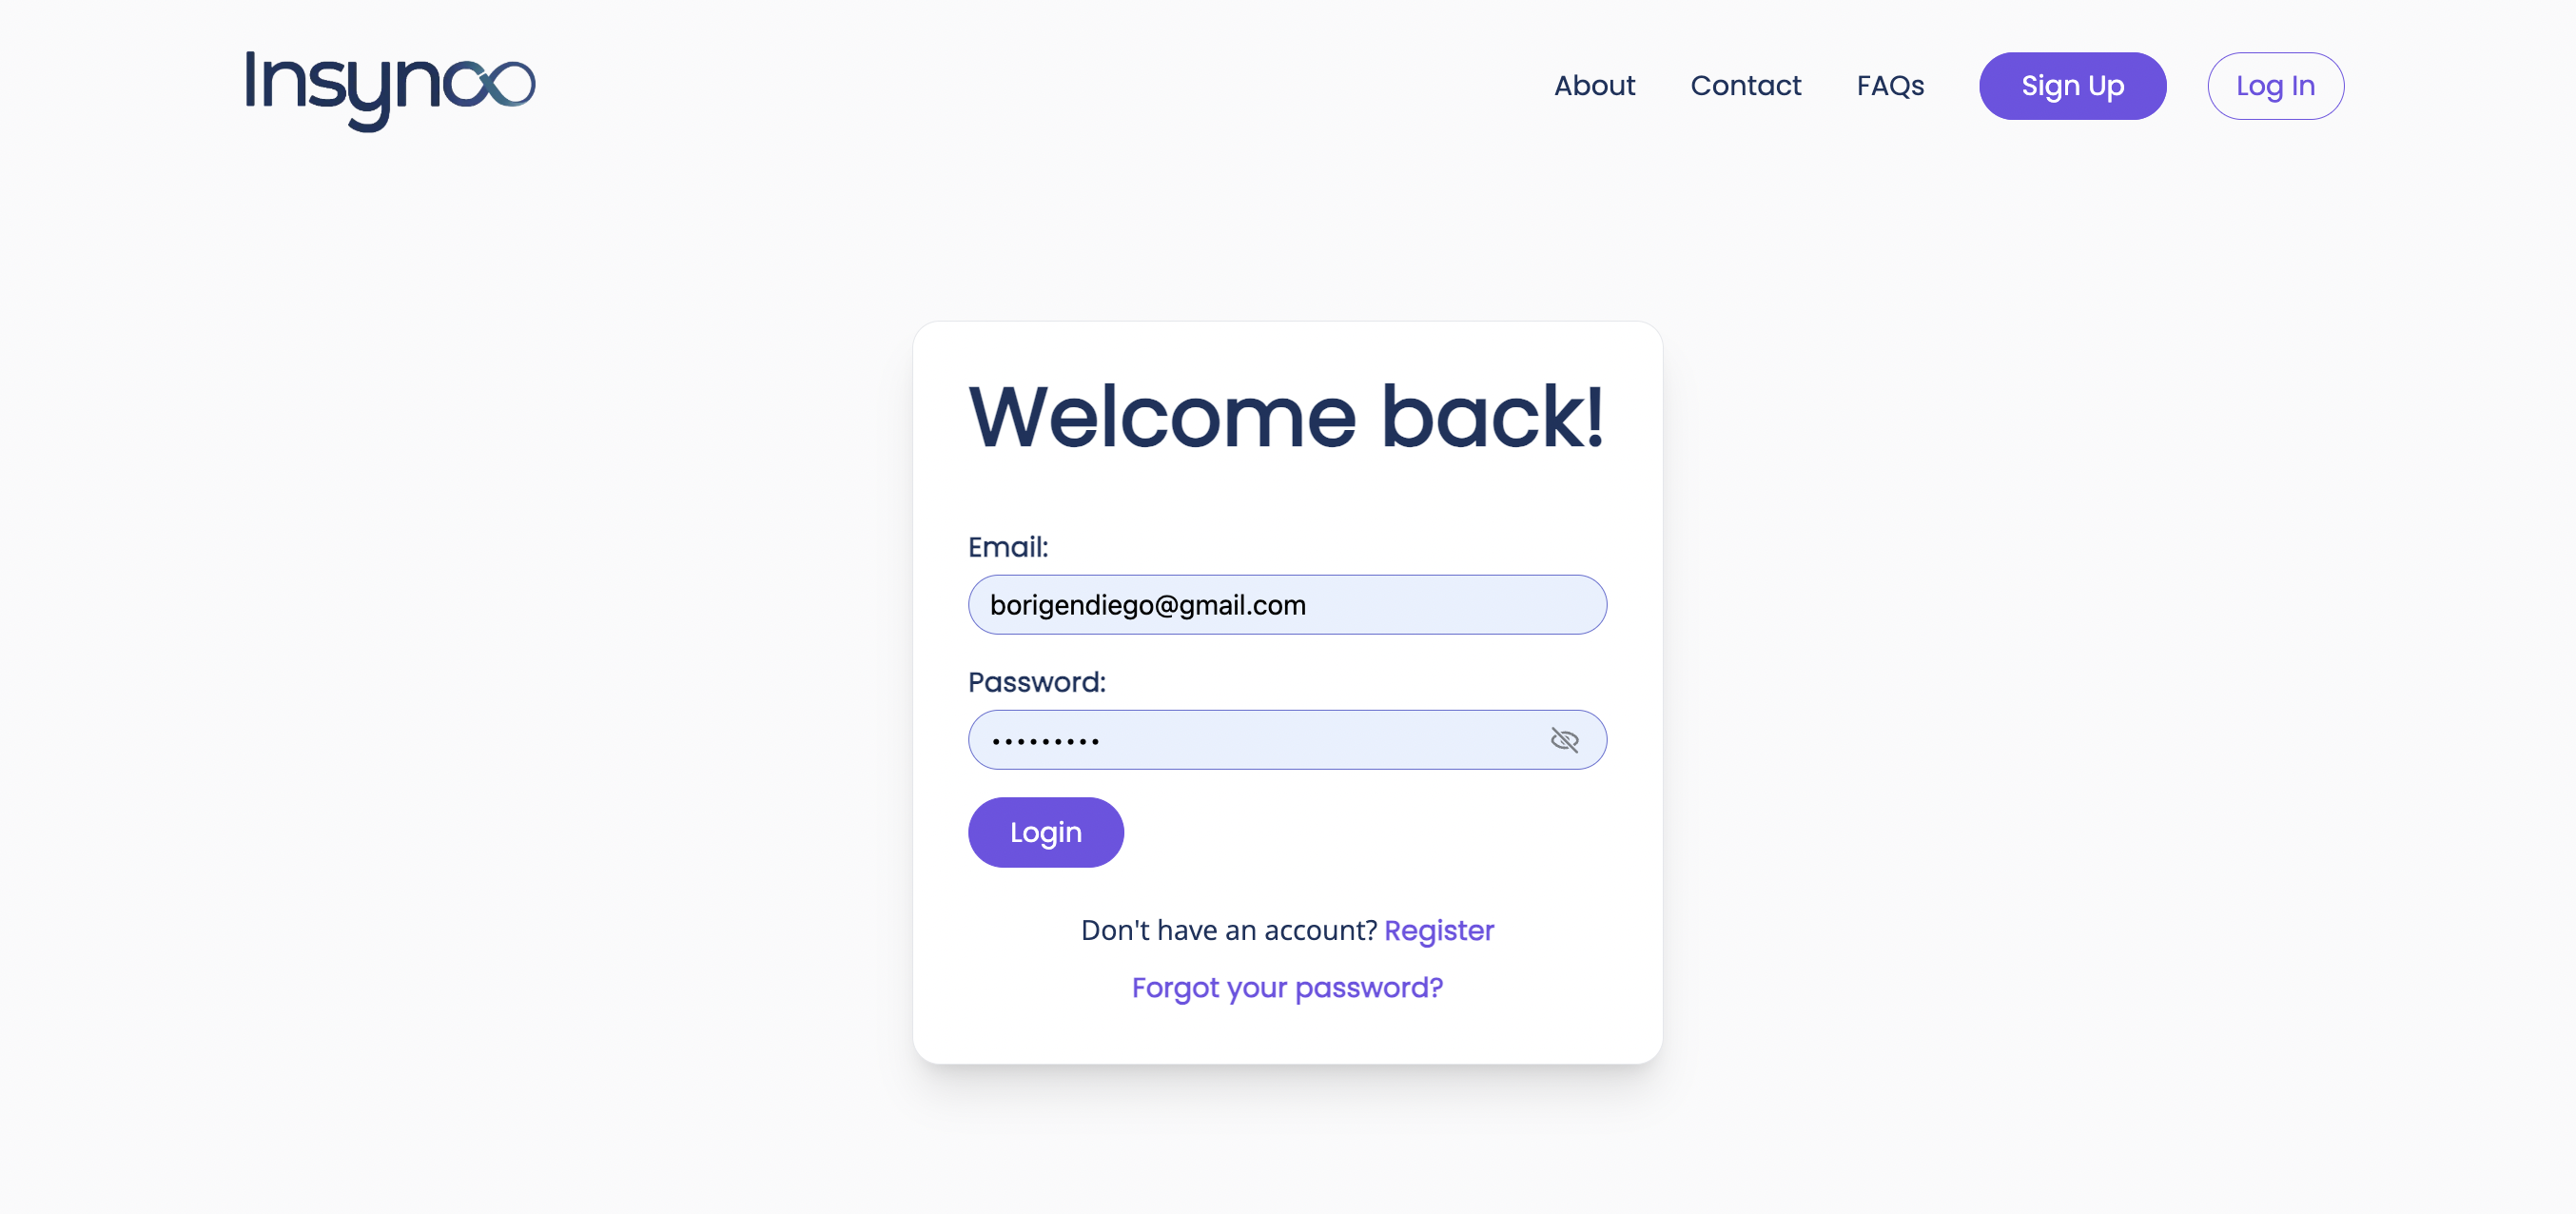 Insynoo
About Contact FAQs Sign Up Log In
Welcome back!
Email:
borigendiego@gmail.com
Password:
•••••••••
Login
Don't have an account? Register
Forgot your password?